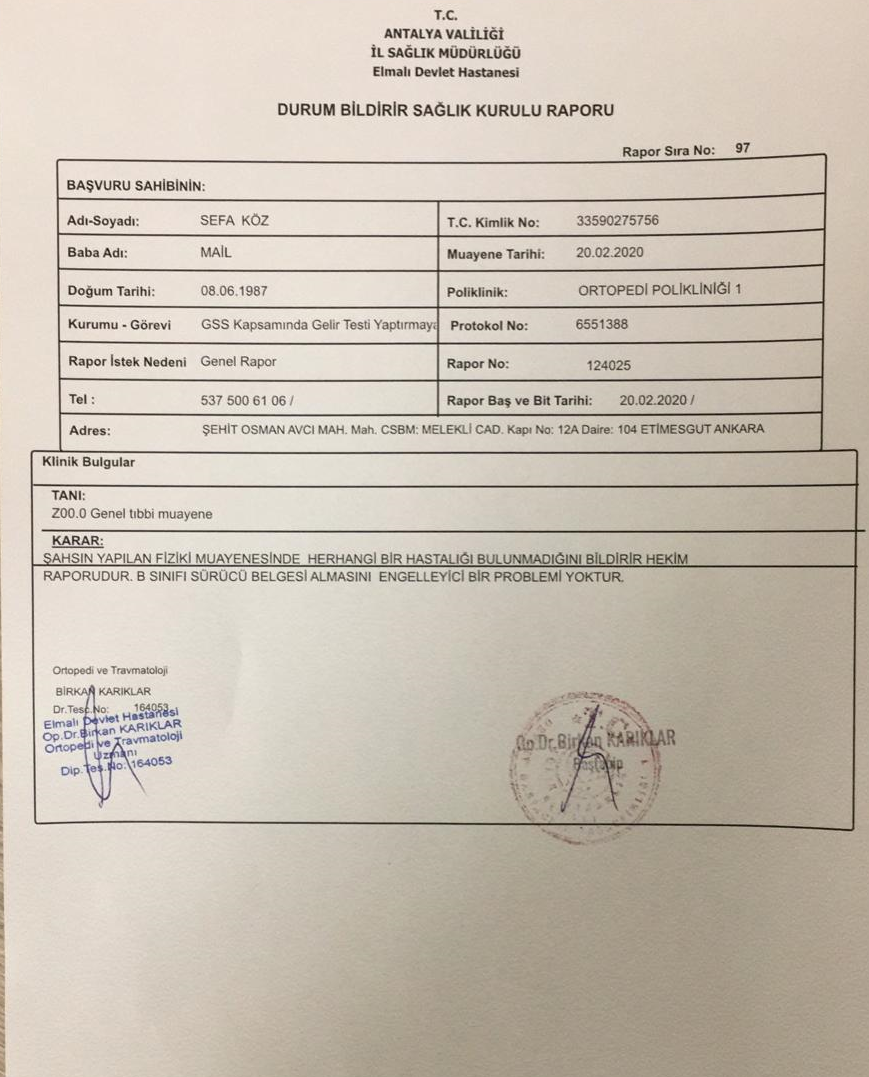 T.C.
ANTALYA VALİLİĞİ
İL SAĞLIK MÜDÜRLÜĞÜ
Elmalı Devlet Hastanesi
DURUM BİLDİRİR SAĞLIK KURULU RAPORU
Rapor Sıra No: 97
BAŞVURU SAHİBİNİN:
Adı-Soyadı: SEFA KÖZ T.C. Kimlik No: 33590275756
Baba Adı: MAİL Muayene Tarihi: 20.02.2020
Doğum Tarihi: 08.06.1987 Poliklinik: ORTOPEDİ POLİKLİNİĞİ 1
Kurumu - Görevi GSS Kapsamında Gelir Testi Yaptırmaya Protokol No: 6551388
Rapor İstek Nedeni Genel Rapor Rapor No: 124025
Tel : 537 500 61 06 / Rapor Baş ve Bit Tarihi: 20.02.2020 /
Adres: ŞEHİT OSMAN AVCI MAH. Mah. CSBM: MELEKLİ CAD. Kapı No: 12A Daire: 104 ETİMESGUT ANKARA
Klinik Bulgular
TANI:
Z00.0 Genel tıbbi muayene
KARAR:
ŞAHSIN YAPILAN FİZİKİ MUAYENESİNDE HERHANGİ BİR HASTALIĞI BULUNMADIĞINI BİLDİRİR HEKİM
RAPORUDUR. B SINIFI SÜRÜCÜ BELGESİ ALMASINI ENGELLEYİCİ BİR PROBLEMİ YOKTUR.
Ortopedi ve Travmatoloji
BİRKAN KARIKLAR
Dr.Tesc.No: 164053
Elmalı Devlet Hastanesi
Op.Dr.Birkan KARIKLAR
Ortopedi ve Travmatoloji
Uzmanı
Dip.Tes.No: 164053
Op.Dr.Birkan KARIKLAR
Baştabip